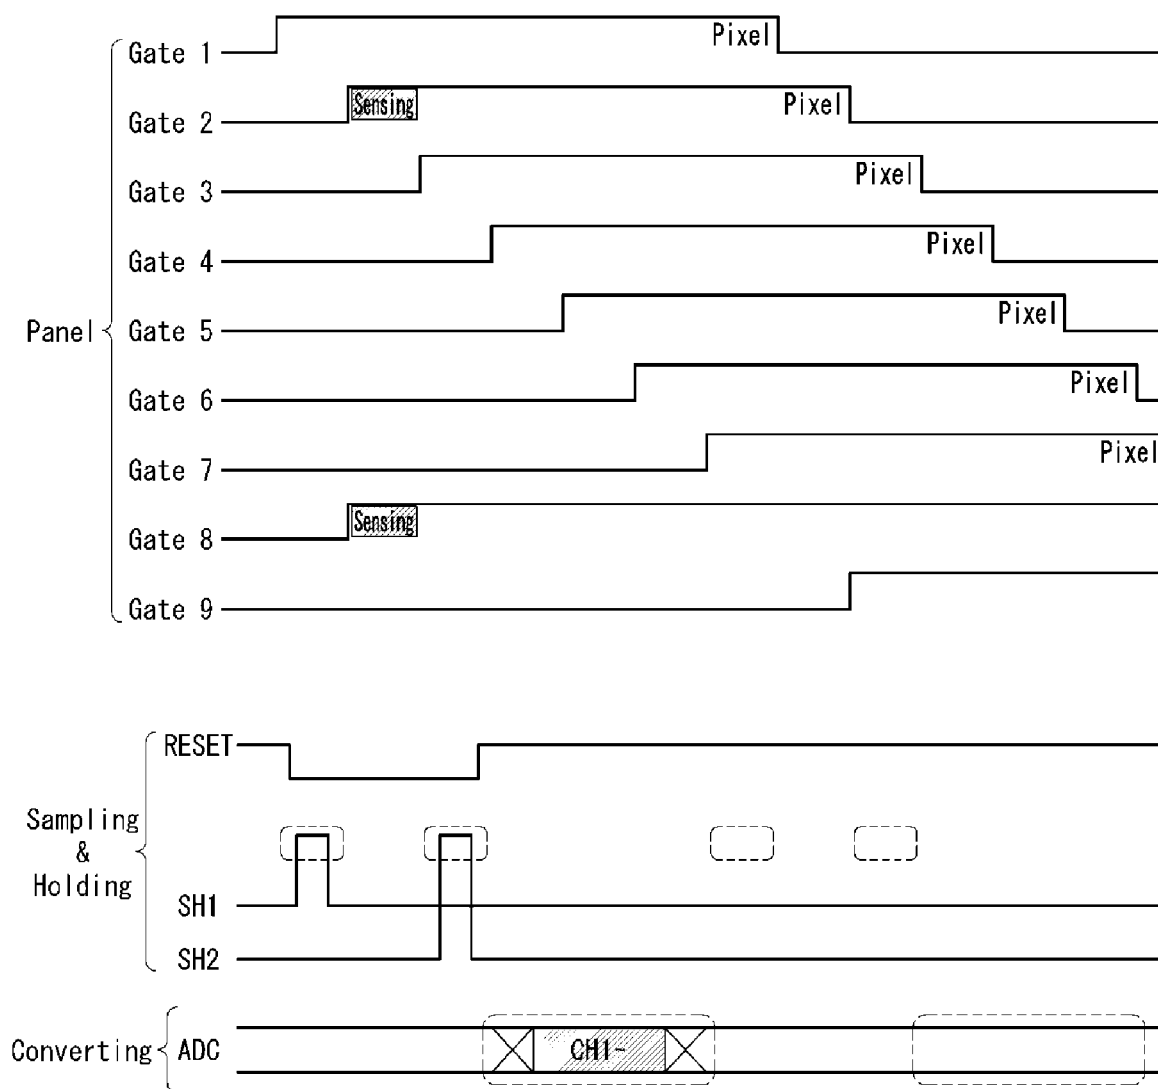 Gate 1
Pixel
Gate 2
Sensing
Pixel
Gate 3
Pixel
Gate 4
Pixel
Panel
Gate 5
Pixel
Gate 6
Pixel
Gate 7
Pixel
Gate 8
Sensing
Gate 9
Sampling
&
Holding
RESET
SH1
SH2
Converting
ADC
CH1-